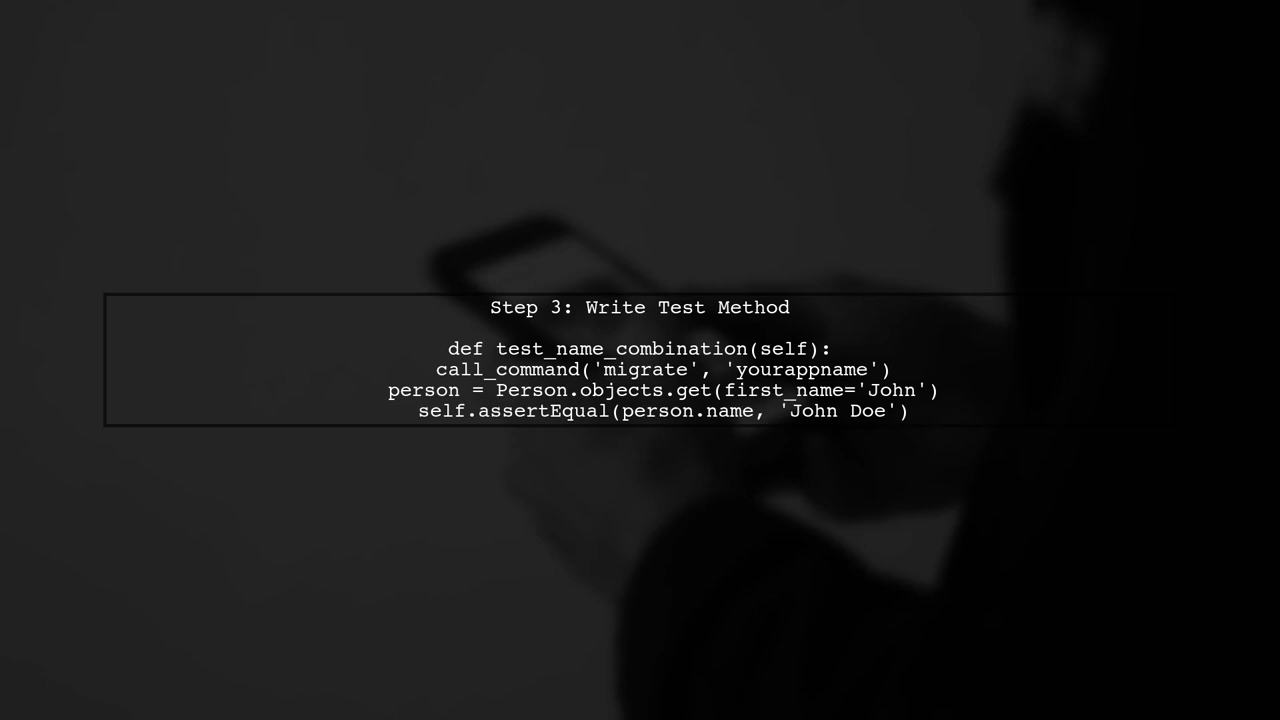 Step 3: Write Test Method
def test_name_combination(self):
call_command('migrate', 'yourappname')
person = Person.objects.get(first_name='John')
self.assertEqual(person.name, 'John Doe')